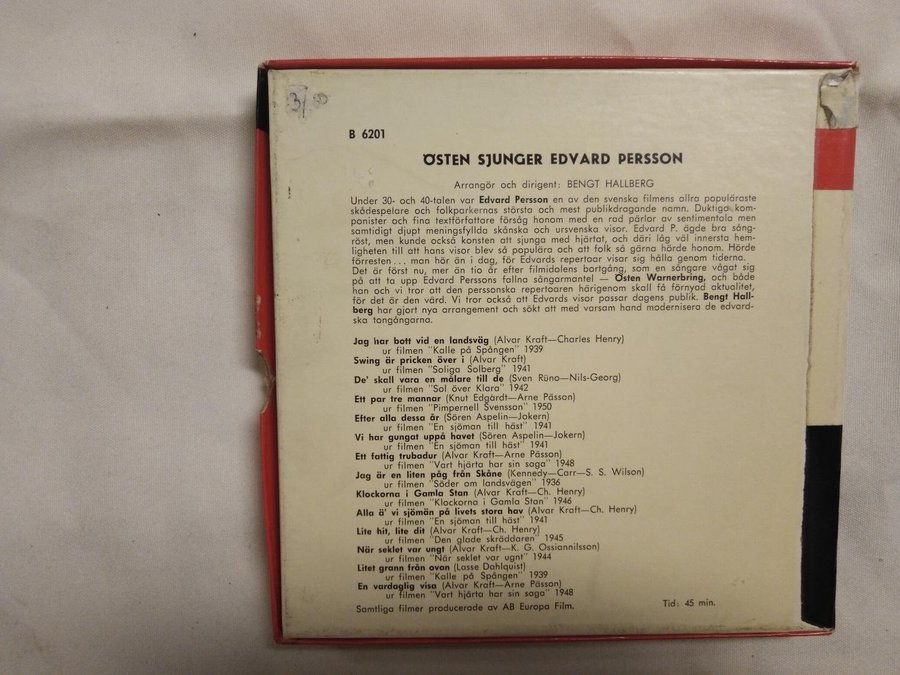 3/00
B 6201
ÖSTEN SJUNGER EDVARD PERSSON
Arrangör och dirigent: BENGT HALLBERG
Under 30- och 40-talen var Edvard Persson en av den svenska filmens allra populäraste
skådespelare och folkparkernas största och mest publikdragande namn. Duktiga kom-
ponister och fina textförfattare försåg honom med en rad pärlor av sentimentala men
samtidigt djupt meningsfyllda skånska och ursvenska visor. Edvard P. ägde bra sång-
röst, men kunde också konsten att sjunga med hjärtat, och däri låg väl innersta hem-
ligheten till att hans visor blev så populära och att folk så gärna hörde honom. Hörde
förresten... man hör än i dag, för Edvards repertoar visar sig hålla genom tiderna.
Det är först nu, mer än tio år efter filmidolens bortgång, som en sångare vågat sig
på att ta upp Edvard Perssons fallna sångarmantel — Östen Warnerbring, och både
han och vi tror att den perssonska repertoaren härigenom skall få förnyad aktualitet,
för det är den värd. Vi tror också att Edvards visor passar dagens publik. Bengt Hall-
berg har gjort nya arrangement och sökt att med varsam hand modernisera de edvard-
ska tongångarna.
Jag har bott vid en landsväg (Alvar Kraft—Charles Henry)
ur filmen "Kalle på Spången" 1939
Swing är pricken över i (Alvar Kraft)
ur filmen "Soliga Solberg" 1941
De' skall vara en målare till de (Sven Rüno—Nils-Georg)
ur filmen "Sol över Klara" 1942
Ett par tre mannar (Knut Edgårdt—Arne Pässon)
ur filmen "Pimpernell Svensson" 1950
Efter alla dessa år (Sören Aspelin—Jokern)
ur filmen "En sjöman till häst" 1941
Vi har gungat uppå havet (Sören Aspelin—Jokern)
ur filmen "En sjöman till häst" 1941
Ett fattig trubadur (Alvar Kraft—Arne Pässon)
ur filmen "Vart hjärta har sin saga" 1948
Jag är en liten påg från Skåne (Kennedy—Carr—S. S. Wilson)
ur filmen "Söder om landsvägen" 1936
Klockorna i Gamla Stan (Alvar Kraft—Ch. Henry)
ur filmen "Klockorna i Gamla Stan" 1946
Alla ä' vi sjömän på livets stora hav (Alvar Kraft—Ch. Henry)
ur filmen "En sjöman till häst" 1941
Lite hit, lite dit (Alvar Kraft—Ch. Henry)
ur filmen "Den glade skräddaren" 1945
När seklet var ungt (Alvar Kraft—K. G. Ossiannilsson)
ur filmen "När seklet var ugnt" 1944
Litet grann från ovan (Lasse Dahlquist)
ur filmen "Kalle på Spången" 1939
En vardaglig visa (Alvar Kraft—Arne Pässon)
ur filmen "Vart hjärta har sin saga" 1948
Samtliga filmer producerade av AB Europa Film.
Tid: 45 min.